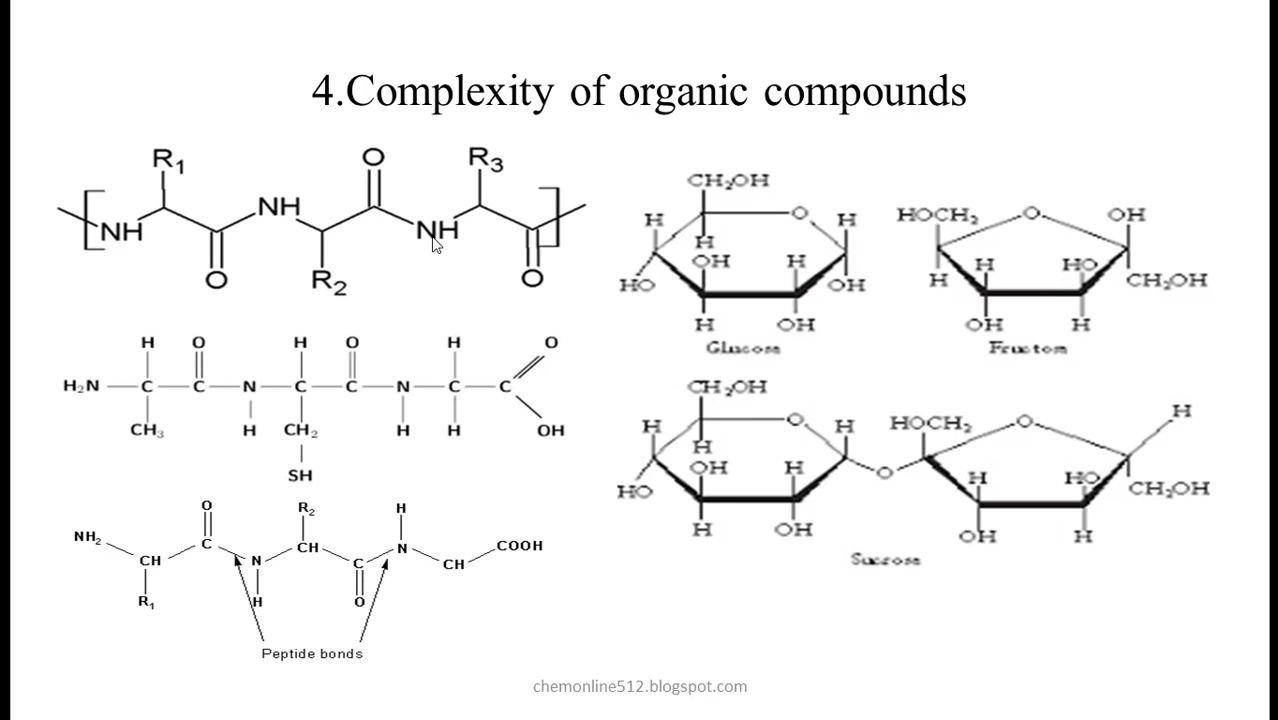 4.Complexity of organic compounds
R₁ O R₃
NH NH NH
O R₂ O
H O H O H O
H₂N C C N C C N C C
CH₃ H CH₂ H H OH
SH
O R₂ H
NH₂ C CH N COOH
CH N C CH
R₁ H O
Peptide bonds
CH₂OH
H O H
H
OH H
HO OH
H OH
Glucose
HOCH₂ O OH
H H HO CH₂OH
OH H
Fructose
CH₂OH
H O H HOCH₂ O H
H
OH H H HO
HO O CH₂OH
H OH OH H
Sucrose
chemonline512.blogspot.com